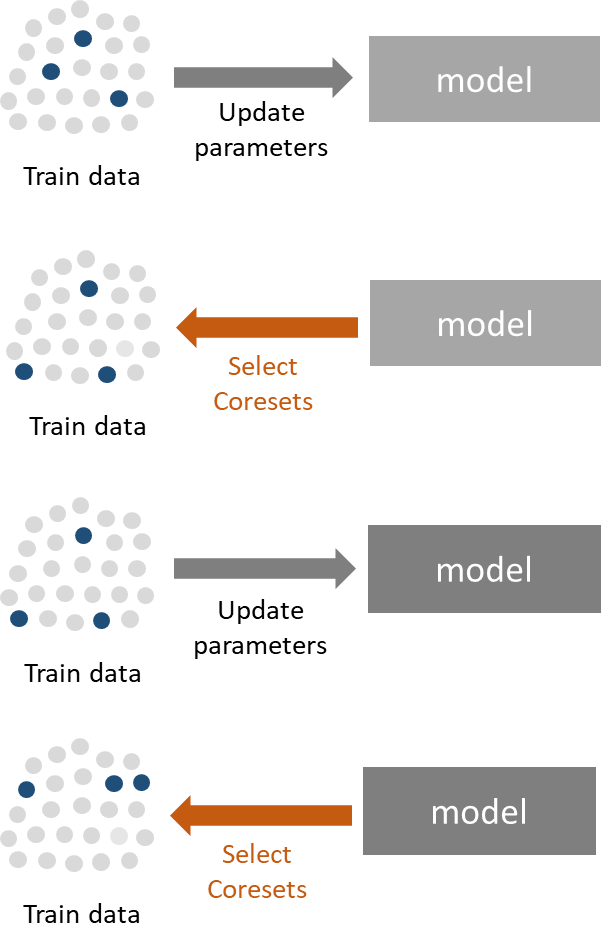 model
Update
parameters
Train data
model
Select
Coresets
Train data
model
Update
parameters
Train data
model
Select
Coresets
Train data